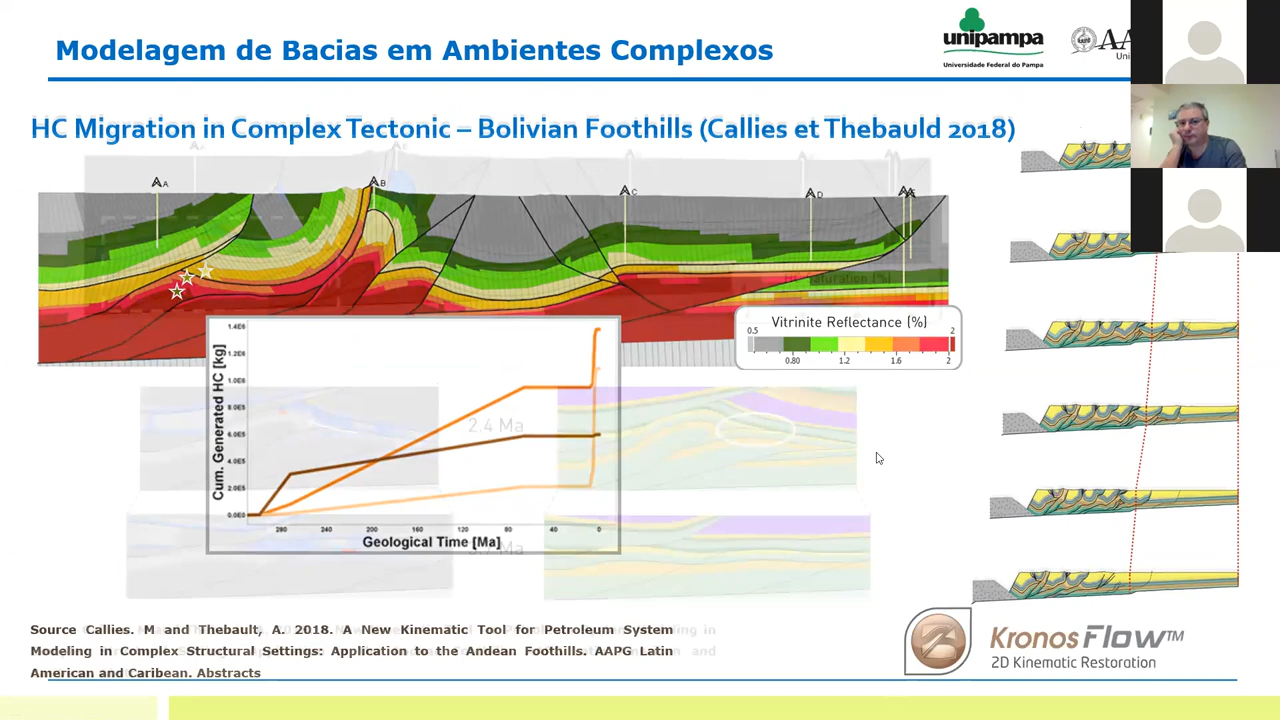 Modelagem de Bacias em Ambientes Complexos
unipampa
Universidade Federal do Pampa
HC Migration in Complex Tectonic – Bolivian Foothills (Callies et Thebauld 2018)
A
B
C
D
Vitrinite Reflectance (%)
0.5
2
0.80
1.2
1.6
2
Cum. Generated HC [kg]
1.4E6
1.2E6
1.0E6
8.0E5
6.0E5
4.0E5
2.0E5
0.0E0
280
240
200
160
120
80
40
0
Geological Time [Ma]
2.4 Ma
Source Callies. M and Thebault, A. 2018. A New Kinematic Tool for Petroleum System
Modeling in Complex Structural Settings: Application to the Andean Foothills. AAPG Latin
American and Caribean. Abstracts
KronosFlow™
2D Kinematic Restoration